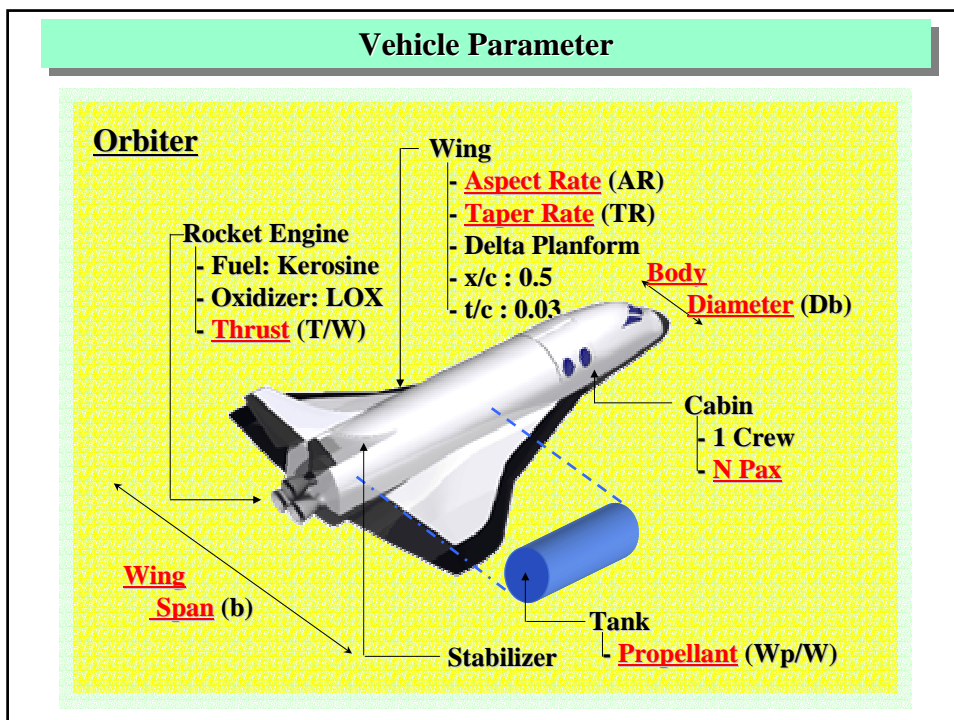 Vehicle Parameter
Orbiter
Wing
- Aspect Rate (AR)
- Taper Rate (TR)
- Delta Planform
- x/c : 0.5
- t/c : 0.03
Rocket Engine
- Fuel: Kerosine
- Oxidizer: LOX
- Thrust (T/W)
Body
Diameter (Db)
Cabin
- 1 Crew
- N Pax
Wing
Span (b)
Tank
- Propellant (Wp/W)
Stabilizer